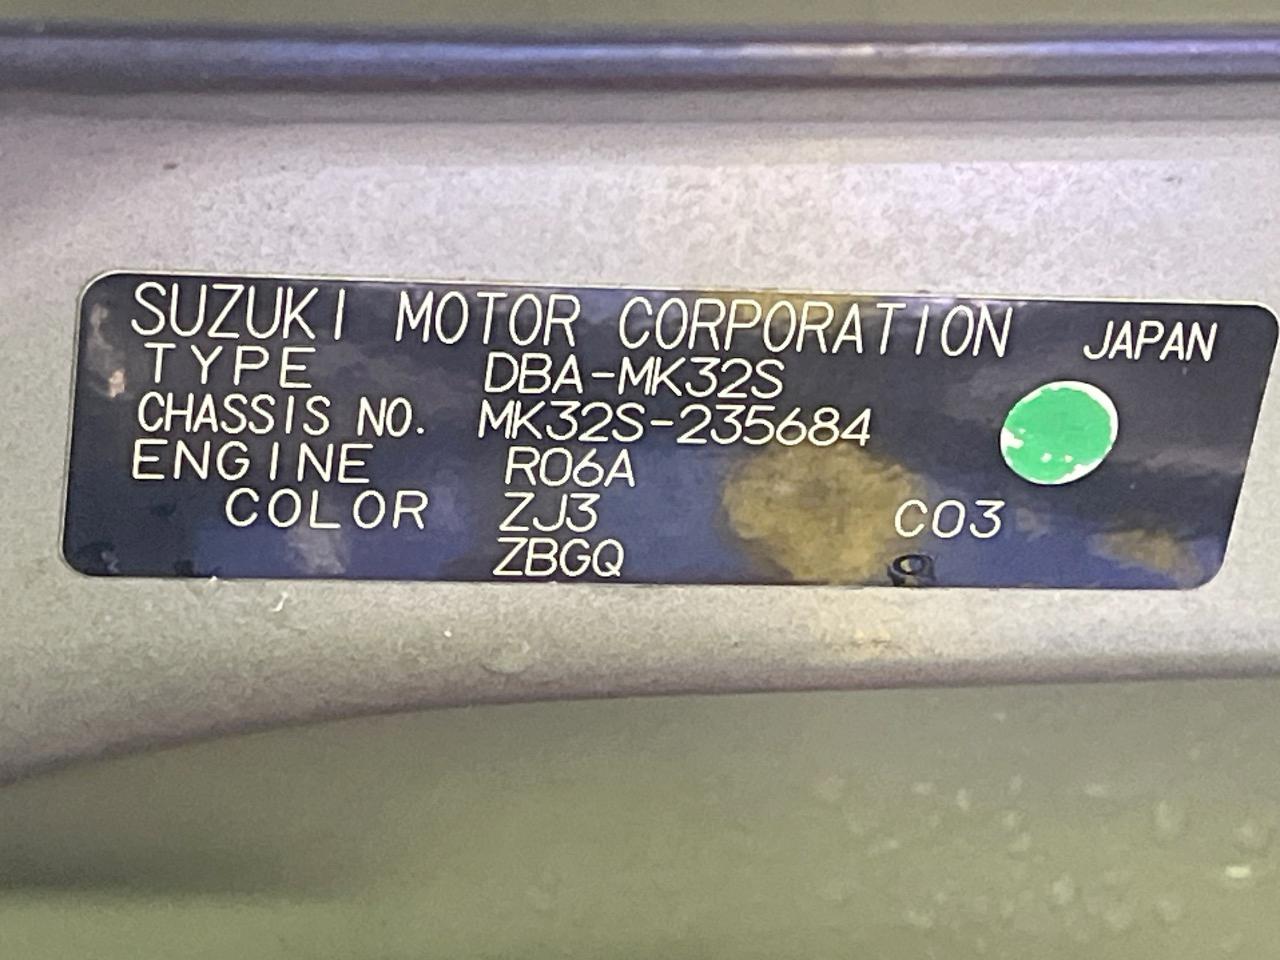 SUZUKI MOTOR CORPORATION JAPAN
TYPE DBA-MK32S
CHASSIS NO. MK32S-235684
ENGINE R06A
COLOR ZJ3 C03
ZBGQ